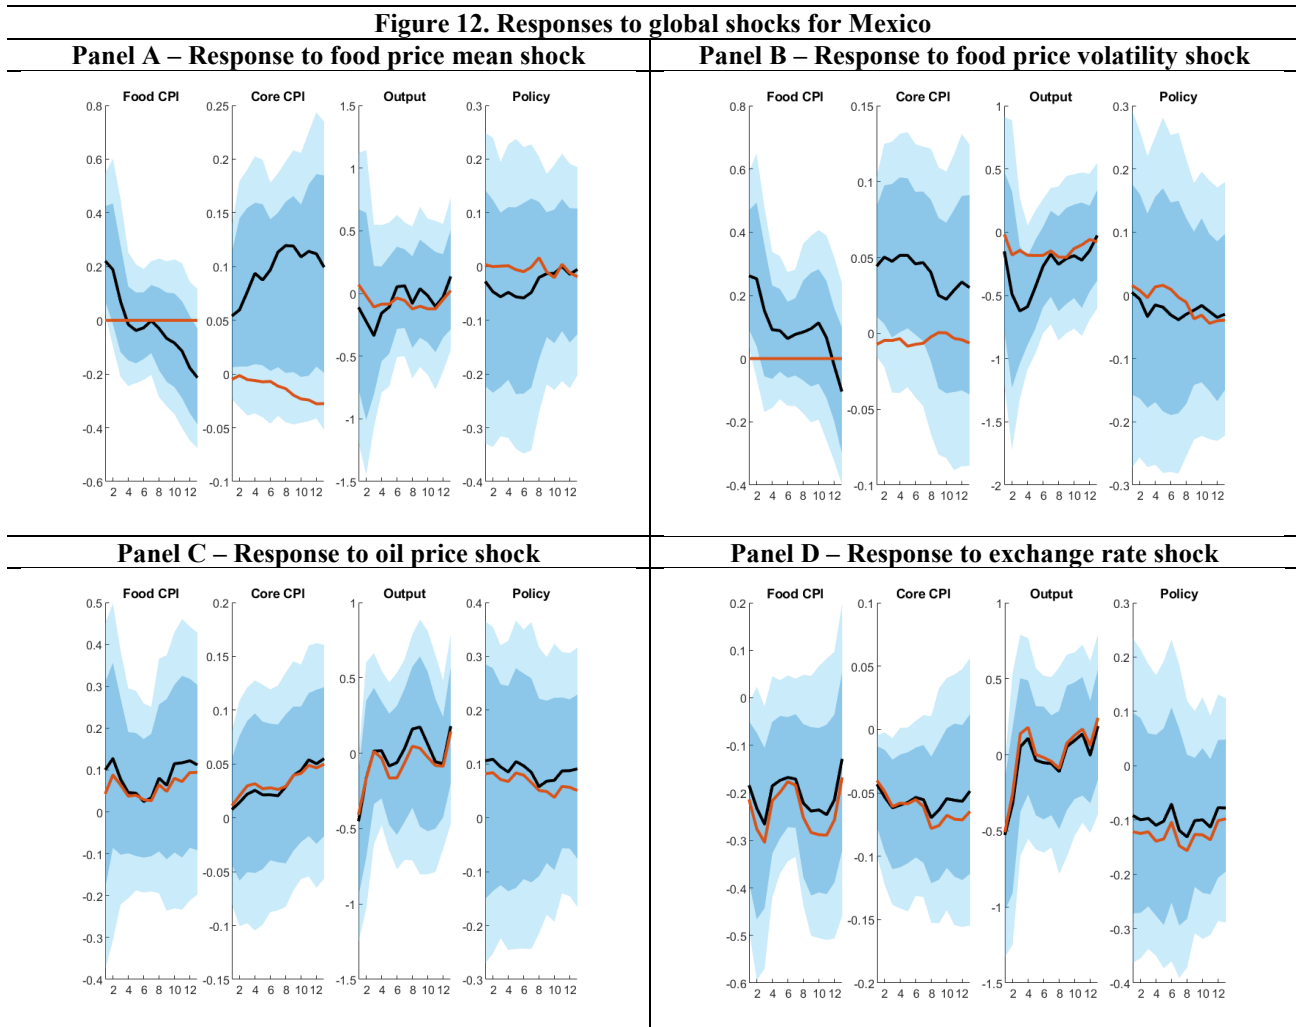 Figure 12. Responses to global shocks for Mexico
Panel A – Response to food price mean shock
Panel B – Response to food price volatility shock
Food CPI Core CPI Output Policy
0.8 0.6 0.4 0.2 0 -0.2 -0.4 -0.6
2 4 6 8 10 12
0.25 0.2 0.15 0.1 0.05 0 -0.05 -0.1
2 4 6 8 10 12
1.5 1 0.5 0 -0.5 -1 -1.5
2 4 6 8 10 12
0.3 0.2 0.1 0 -0.1 -0.2 -0.3 -0.4
2 4 6 8 10 12
Food CPI Core CPI Output Policy
0.8 0.6 0.4 0.2 0 -0.2 -0.4
2 4 6 8 10 12
0.15 0.1 0.05 0 -0.05 -0.1
2 4 6 8 10 12
1 0.5 0 -0.5 -1 -1.5 -2
2 4 6 8 10 12
0.3 0.2 0.1 0 -0.1 -0.2 -0.3
2 4 6 8 10 12
Panel C – Response to oil price shock
Panel D – Response to exchange rate shock
Food CPI Core CPI Output Policy
0.5 0.4 0.3 0.2 0.1 0 -0.1 -0.2 -0.3 -0.4
2 4 6 8 10 12
0.2 0.15 0.1 0.05 0 -0.05 -0.1 -0.15
2 4 6 8 10 12
1 0.5 0 -0.5 -1 -1.5
2 4 6 8 10 12
0.4 0.3 0.2 0.1 0 -0.1 -0.2 -0.3
2 4 6 8 10 12
Food CPI Core CPI Output Policy
0.2 0.1 0 -0.1 -0.2 -0.3 -0.4 -0.5 -0.6
2 4 6 8 10 12
0.1 0.05 0 -0.05 -0.1 -0.15 -0.2
2 4 6 8 10 12
1 0.5 0 -0.5 -1 -1.5
2 4 6 8 10 12
0.3 0.2 0.1 0 -0.1 -0.2 -0.3 -0.4
2 4 6 8 10 12